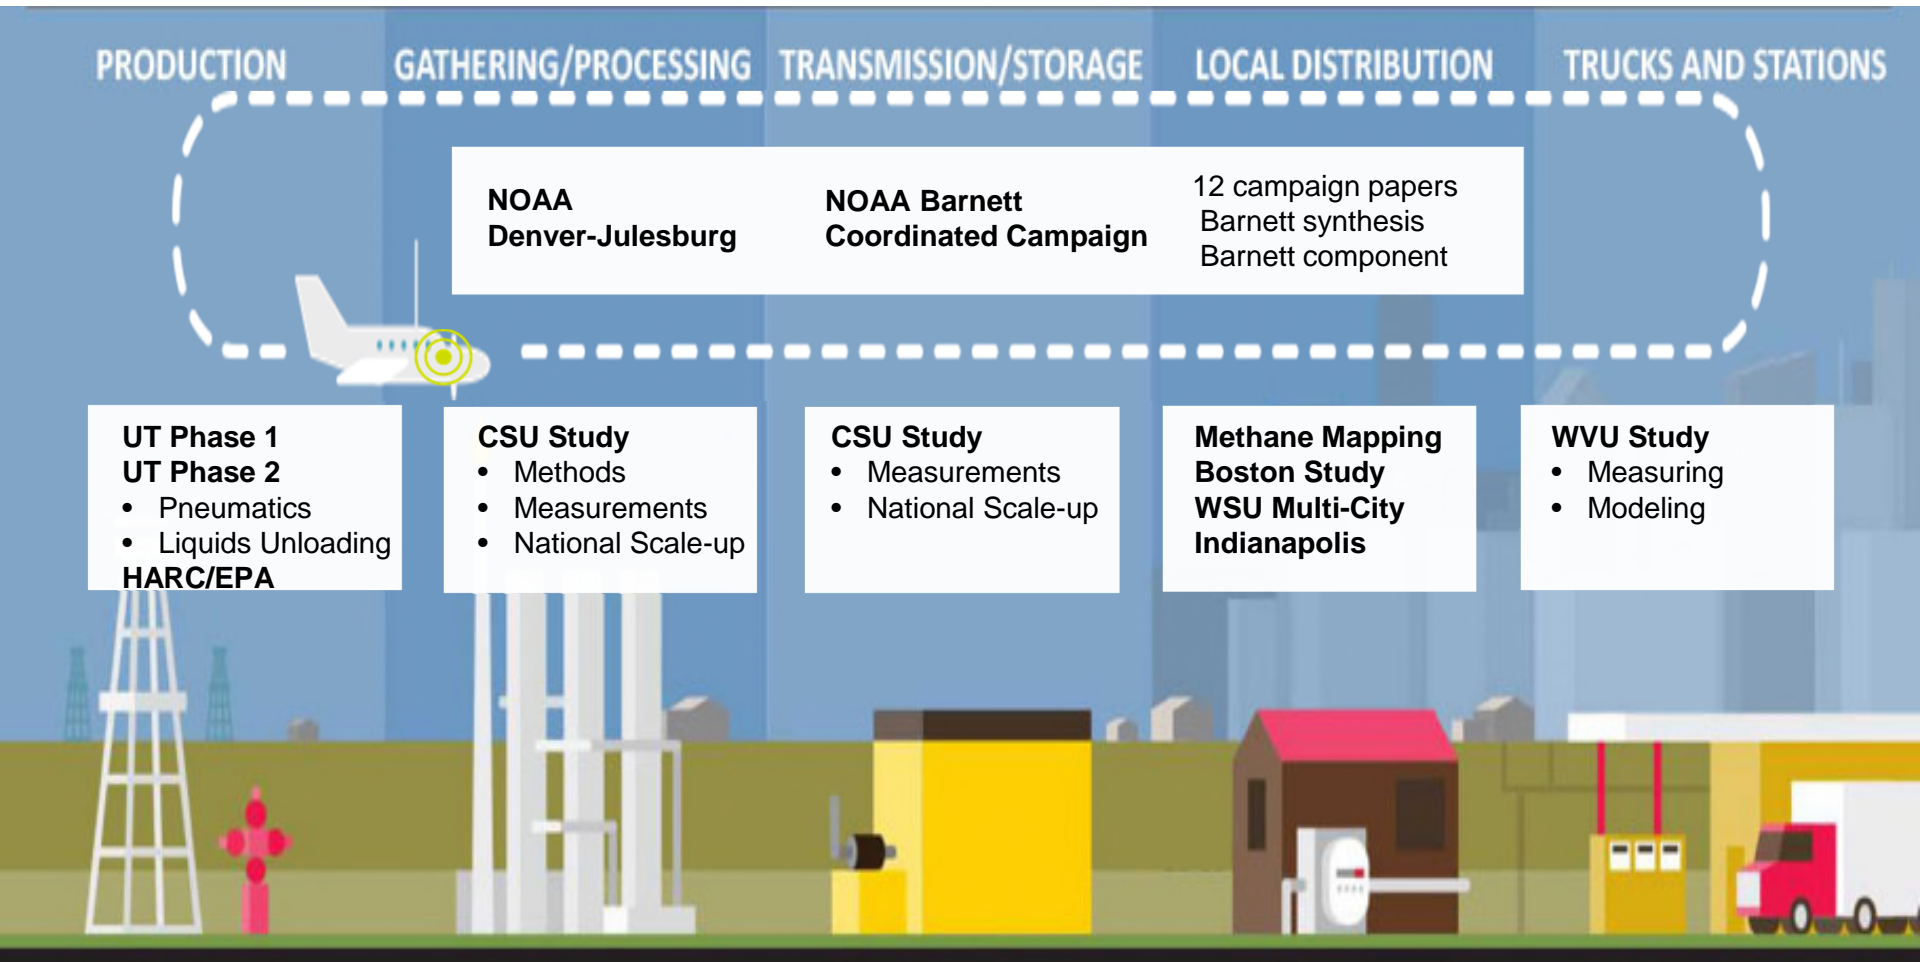 PRODUCTION
GATHERING/PROCESSING
TRANSMISSION/STORAGE
LOCAL DISTRIBUTION
TRUCKS AND STATIONS
NOAA
Denver-Julesburg
NOAA Barnett
Coordinated Campaign
12 campaign papers
Barnett synthesis
Barnett component
UT Phase 1
UT Phase 2
• Pneumatics
• Liquids Unloading
HARC/EPA
CSU Study
• Methods
• Measurements
• National Scale-up
CSU Study
• Measurements
• National Scale-up
Methane Mapping
Boston Study
WSU Multi-City
Indianapolis
WVU Study
• Measuring
• Modeling